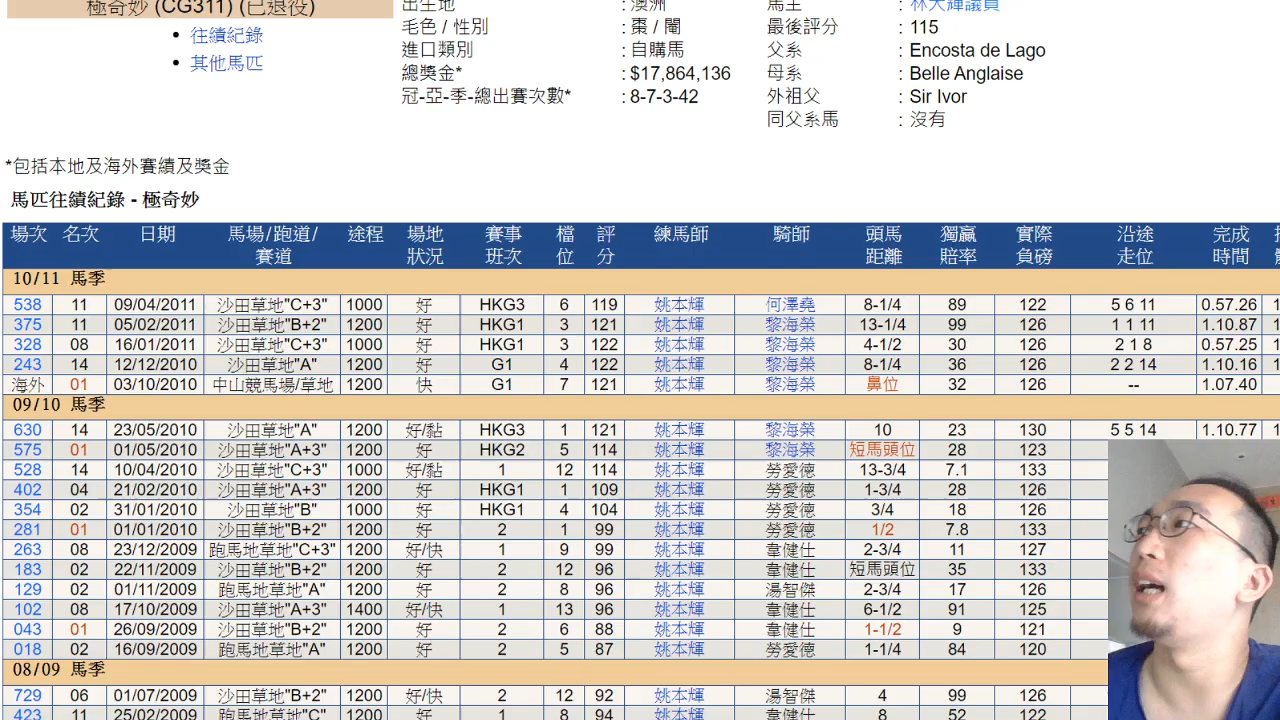 極奇妙 (CG311) (已退役)
• 往績紀錄
• 其他馬匹
出生地 : 澳洲
毛色 / 性別 : 棗 / 閹
進口類別 : 自購馬
總獎金* : $17,864,136
冠-亞-季-總出賽次數* : 8-7-3-42
馬主 : 林大輝議員
最後評分 : 115
父系 : Encosta de Lago
母系 : Belle Anglaise
外祖父 : Sir Ivor
同父系馬 : 沒有
*包括本地及海外賽績及獎金
馬匹往績紀錄 - 極奇妙
場次 名次 日期 馬場/跑道/賽道 途程 場地狀況 賽事班次 檔位 評分 練馬師 騎師 頭馬距離 獨贏賠率 實際負磅 沿途走位 完成時間
10/11 馬季
538 11 09/04/2011 沙田草地"C+3" 1000 好 HKG3 6 119 姚本輝 何澤堯 8-1/4 89 122 5 6 11 0.57.26
375 11 05/02/2011 沙田草地"B+2" 1200 好 HKG1 3 121 姚本輝 黎海榮 13-1/4 99 126 1 1 11 1.10.87
328 08 16/01/2011 沙田草地"C+3" 1000 好 HKG1 3 122 姚本輝 黎海榮 4-1/2 30 126 2 1 8 0.57.25
243 14 12/12/2010 沙田草地"A" 1200 好 G1 4 122 姚本輝 黎海榮 8-1/4 36 126 2 2 14 1.10.16
海外 01 03/10/2010 中山競馬場/草地 1200 快 G1 7 121 姚本輝 黎海榮 鼻位 32 126 -- 1.07.40
09/10 馬季
630 14 23/05/2010 沙田草地"A" 1200 好/黏 HKG3 1 121 姚本輝 黎海榮 10 23 130 5 5 14 1.10.77
575 01 01/05/2010 沙田草地"A+3" 1200 好 HKG2 5 114 姚本輝 黎海榮 短馬頭位 28 123
528 14 10/04/2010 沙田草地"C+3" 1000 好/黏 1 12 114 姚本輝 勞愛德 13-3/4 7.1 133
402 04 21/02/2010 沙田草地"A+3" 1200 好 HKG1 1 109 姚本輝 勞愛德 1-3/4 28 126
354 02 31/01/2010 沙田草地"B" 1000 好 HKG1 4 104 姚本輝 勞愛德 3/4 18 126
281 01 01/01/2010 沙田草地"B+2" 1200 好 2 1 99 姚本輝 勞愛德 1/2 7.8 133
263 08 23/12/2009 跑馬地草地"C+3" 1200 好/快 1 9 99 姚本輝 韋健仕 2-3/4 11 127
183 02 22/11/2009 沙田草地"B+2" 1200 好 2 12 96 姚本輝 韋健仕 短馬頭位 35 133
129 02 01/11/2009 跑馬地草地"A" 1200 好 2 8 96 姚本輝 湯智傑 2-3/4 17 126
102 08 17/10/2009 沙田草地"A+3" 1400 好/快 1 13 96 姚本輝 韋健仕 6-1/2 91 125
043 01 26/09/2009 沙田草地"B+2" 1200 好 2 6 88 姚本輝 韋健仕 1-1/2 9 121
018 02 16/09/2009 跑馬地草地"A" 1200 好 2 5 87 姚本輝 勞愛德 1-1/4 84 120
08/09 馬季
729 06 01/07/2009 沙田草地"B+2" 1200 好/快 2 12 92 姚本輝 湯智傑 4 99 126
423 11 25/02/2009 跑馬地草地"C" 1200 好 1 8 94 姚本輝 韋健仕 8 52 122